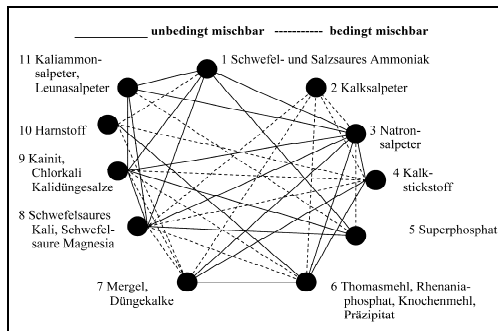 unbedingt mischbar bedingt mischbar
11 Kaliammon-
salpeter,
Leunasalpeter
1 Schwefel- und Salzsaures Ammoniak
2 Kalksalpeter
10 Harnstoff
3 Natron-
salpeter
9 Kainit,
Chlorkali
Kalidüngesalze
4 Kalk-
stickstoff
8 Schwefelsaures
Kali, Schwefel-
saure Magnesia
5 Superphosphat
7 Mergel,
Düngekalke
6 Thomasmehl, Rhenania-
phosphat, Knochenmehl,
Präzipitat